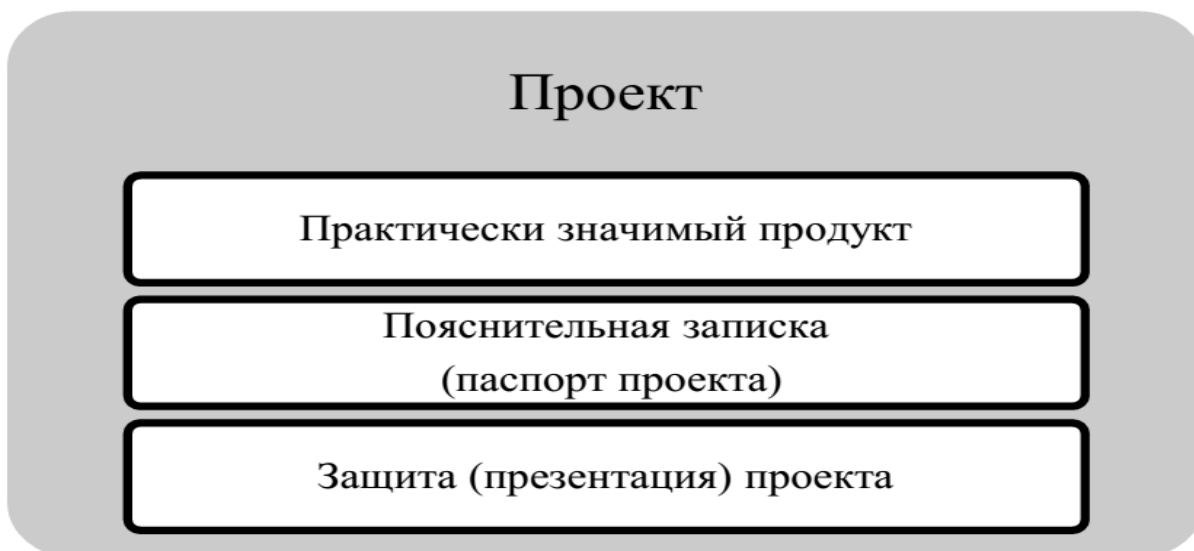 Проект
Практически значимый продукт
Пояснительная записка
(паспорт проекта)
Защита (презентация) проекта